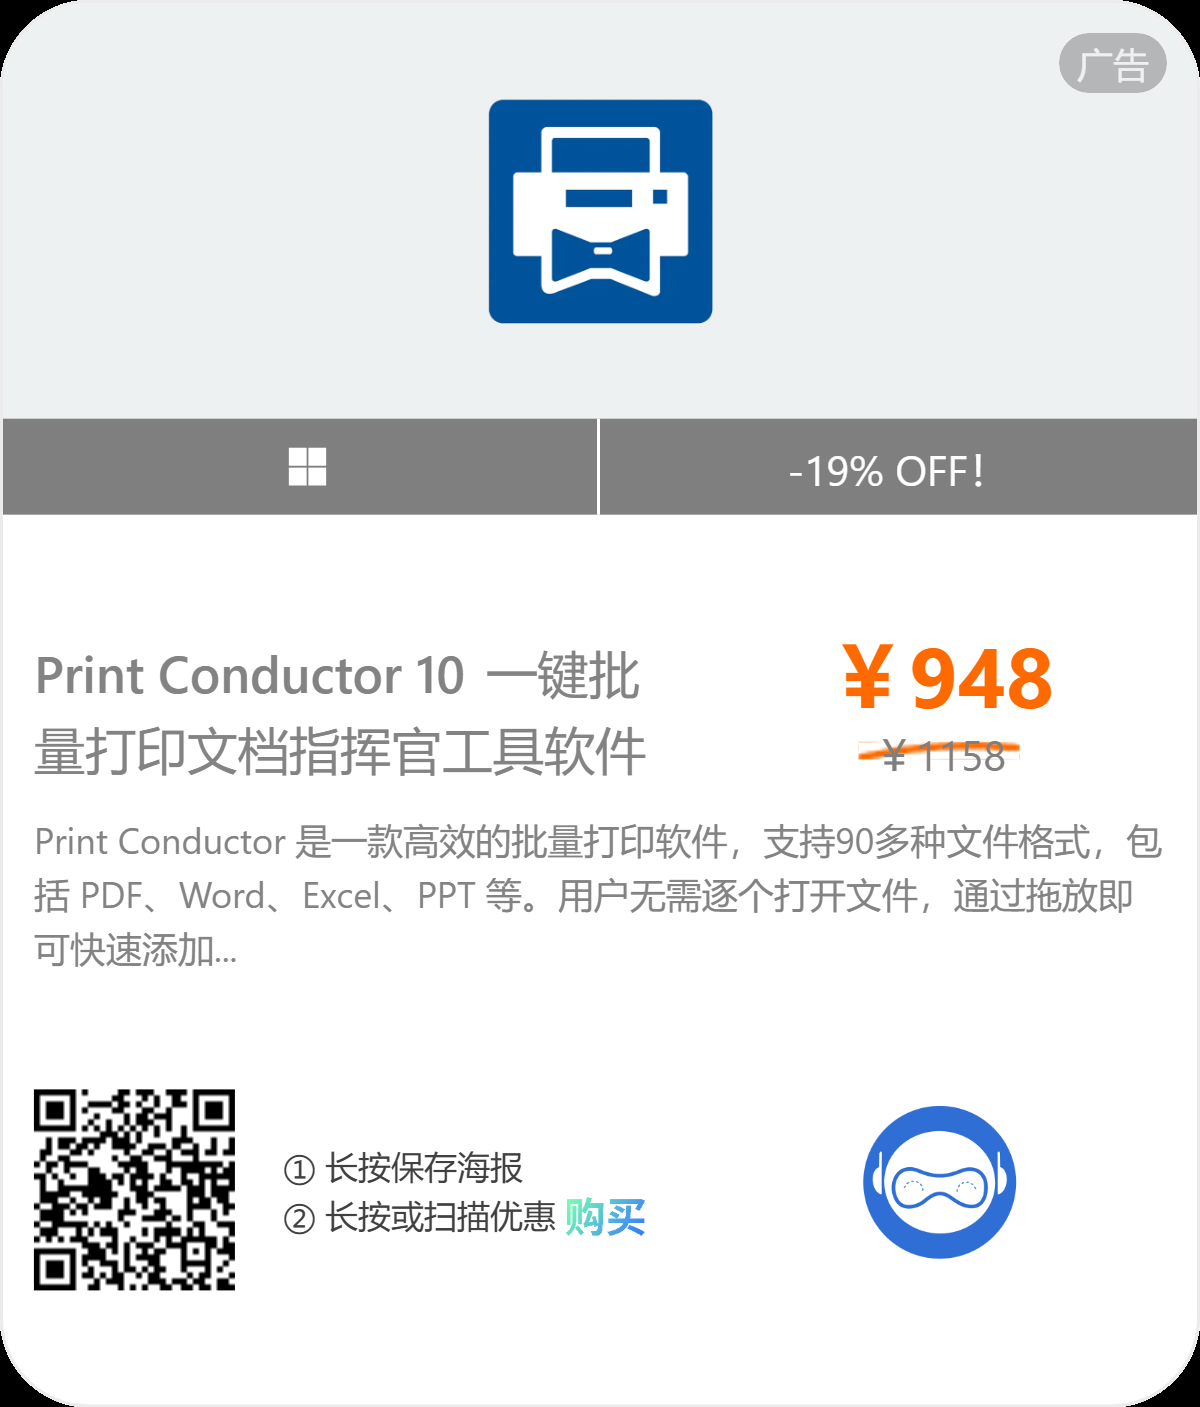 广告
-19% OFF!
Print Conductor 10 一键批
量打印文档指挥官工具软件
¥948
¥1158
Print Conductor 是一款高效的批量打印软件，支持90多种文件格式，包
括 PDF、Word、Excel、PPT 等。用户无需逐个打开文件，通过拖放即
可快速添加...
① 长按保存海报
② 长按或扫描优惠 购买